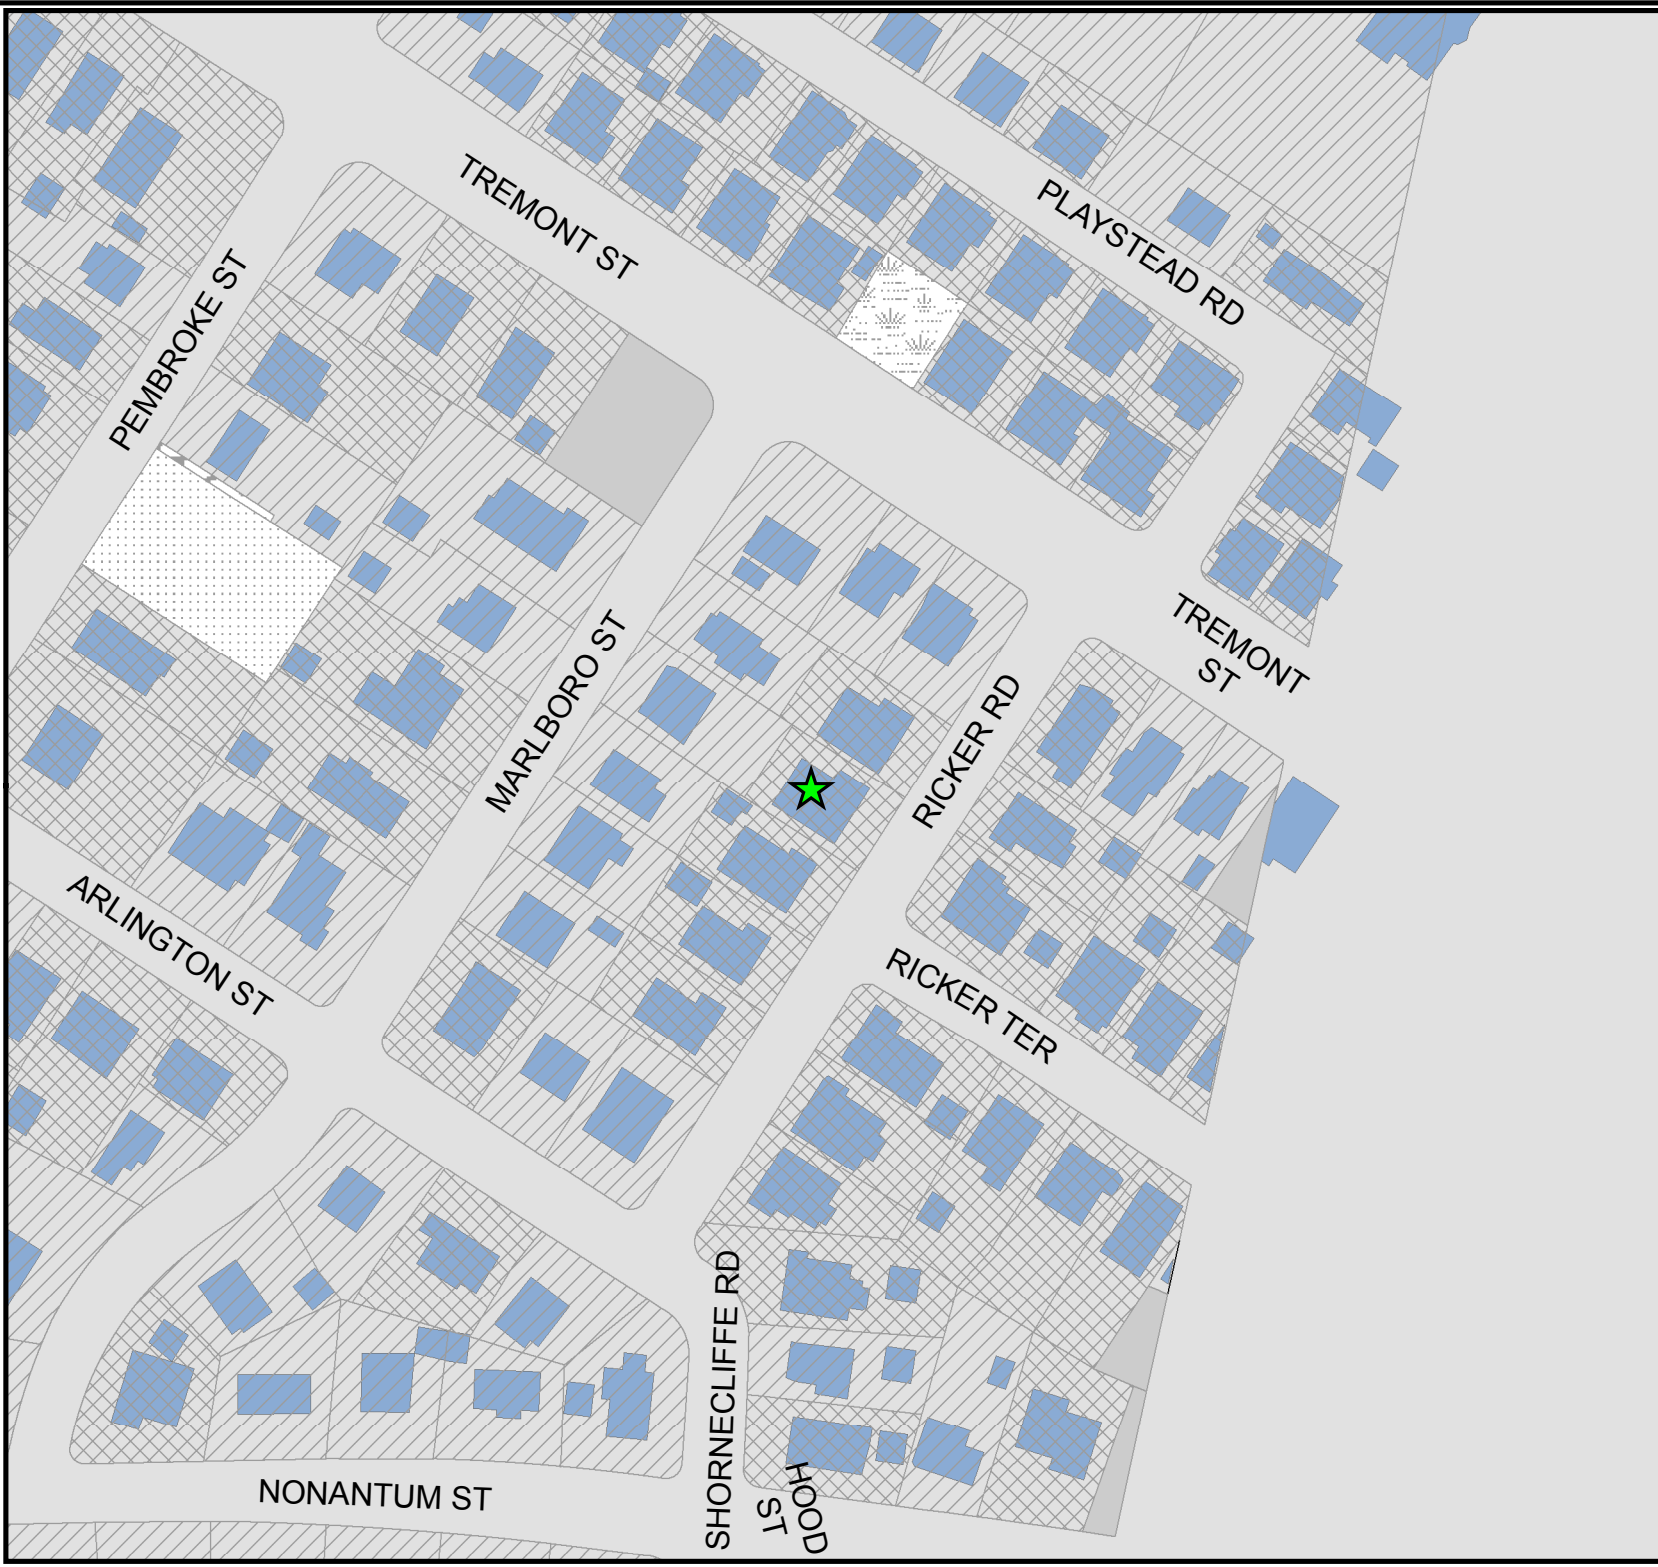 TREMONT ST
PLAYSTEAD RD
PEMBROKE ST
TREMONT
ST
MARLBORO ST
RICKER RD
ARLINGTON ST
RICKER TER
SHORNECLIFFE RD
NONANTUM ST
HOOD
ST